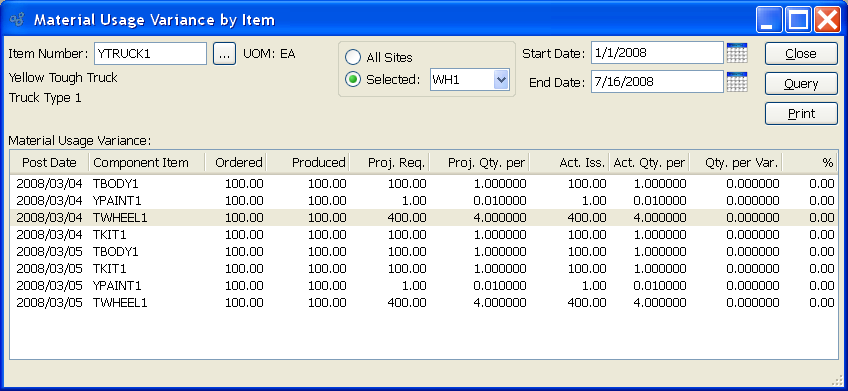 Material Usage Variance by Item
Item Number: YTRUCK1 ... UOM: EA
Yellow Tough Truck
Truck Type 1
All Sites
Selected: WH1
Start Date: 1/1/2008
End Date: 7/16/2008
Close
Query
Print
Material Usage Variance:
Post Date Component Item Ordered Produced Proj. Req. Proj. Qty. per Act. Iss. Act. Qty. per Qty. per Var. %
2008/03/04 TBODY1 100.00 100.00 100.00 1.000000 100.00 1.000000 0.000000 0.00
2008/03/04 YPAINT1 100.00 100.00 1.00 0.010000 1.00 0.010000 0.000000 0.00
2008/03/04 TWHEEL1 100.00 100.00 400.00 4.000000 400.00 4.000000 0.000000 0.00
2008/03/04 TKIT1 100.00 100.00 100.00 1.000000 100.00 1.000000 0.000000 0.00
2008/03/05 TBODY1 100.00 100.00 100.00 1.000000 100.00 1.000000 0.000000 0.00
2008/03/05 TKIT1 100.00 100.00 100.00 1.000000 100.00 1.000000 0.000000 0.00
2008/03/05 YPAINT1 100.00 100.00 1.00 0.010000 1.00 0.010000 0.000000 0.00
2008/03/05 TWHEEL1 100.00 100.00 400.00 4.000000 400.00 4.000000 0.000000 0.00